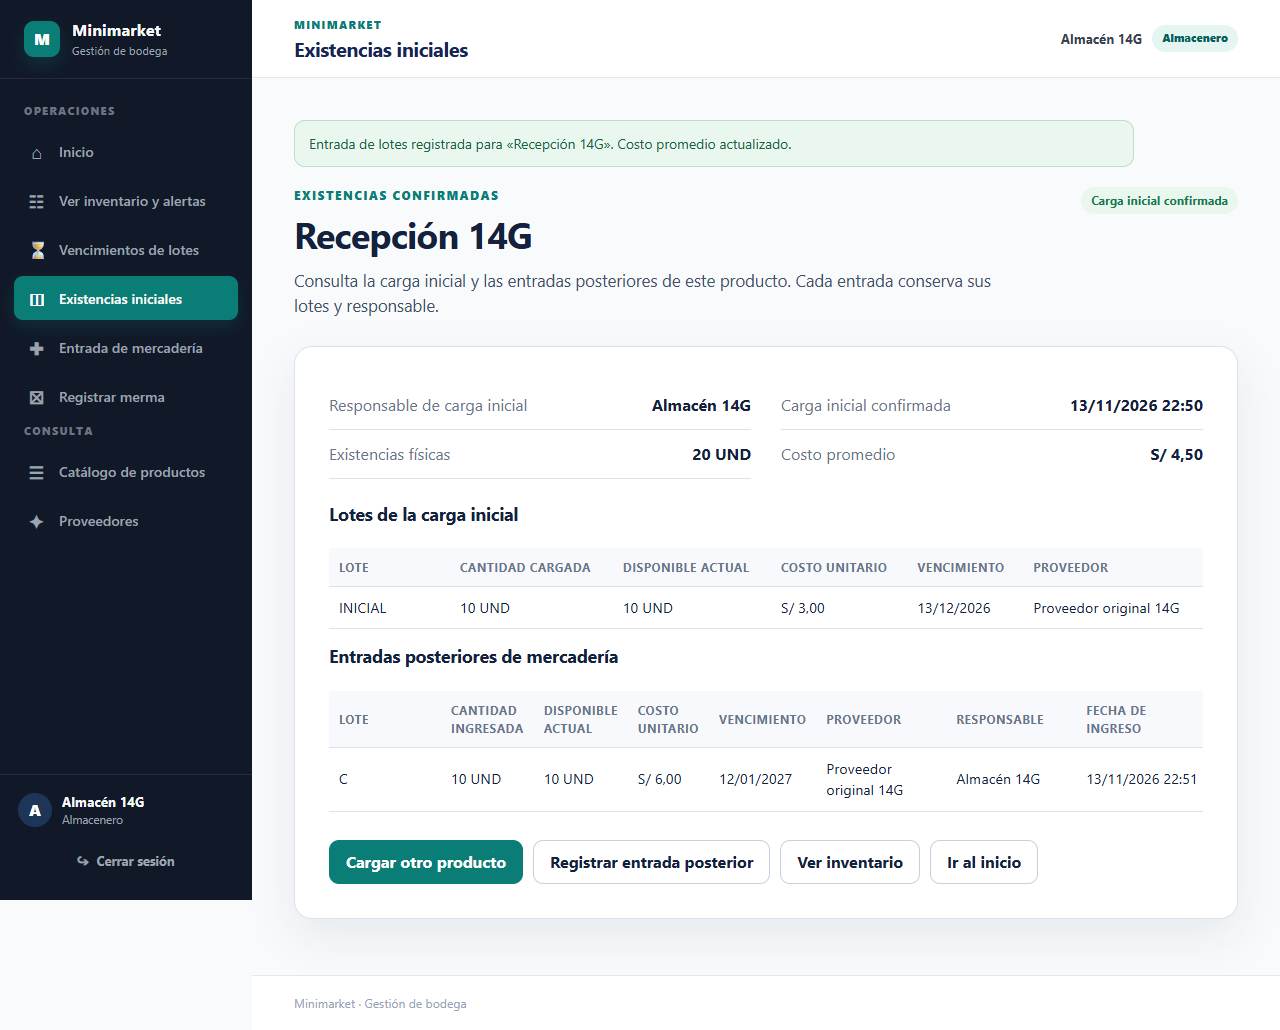 M
Minimarket
Gestión de bodega
OPERACIONES
Inicio
Ver inventario y alertas
Vencimientos de lotes
Existencias iniciales
Entrada de mercadería
Registrar merma
CONSULTA
Catálogo de productos
Proveedores
A
Almacén 14G
Almacenero
Cerrar sesión
MINIMARKET
Existencias iniciales
Almacén 14G
Almacenero
Entrada de lotes registrada para «Recepción 14G». Costo promedio actualizado.
EXISTENCIAS CONFIRMADAS
Carga inicial confirmada
Recepción 14G
Consulta la carga inicial y las entradas posteriores de este producto. Cada entrada conserva sus
lotes y responsable.
Responsable de carga inicial Almacén 14G
Carga inicial confirmada 13/11/2026 22:50
Existencias físicas 20 UND
Costo promedio S/ 4,50
Lotes de la carga inicial
LOTE CANTIDAD CARGADA DISPONIBLE ACTUAL COSTO UNITARIO VENCIMIENTO PROVEEDOR
INICIAL 10 UND 10 UND S/ 3,00 13/12/2026 Proveedor original 14G
Entradas posteriores de mercadería
LOTE CANTIDAD INGRESADA DISPONIBLE ACTUAL COSTO UNITARIO VENCIMIENTO PROVEEDOR RESPONSABLE FECHA DE INGRESO
C 10 UND 10 UND S/ 6,00 12/01/2027 Proveedor original 14G Almacén 14G 13/11/2026 22:51
Cargar otro producto
Registrar entrada posterior
Ver inventario
Ir al inicio
Minimarket · Gestión de bodega